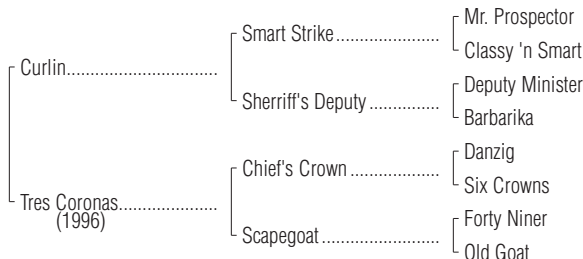 Mr. Prospector
Smart Strike....................
Classy 'n Smart
Curlin.............................
Deputy Minister
Sherriff's Deputy..............
Barbarika
Danzig
Chief's Crown.................
Six Crowns
Tres Coronas...................
(1996)
Forty Niner
Scapegoat.......................
Old Goat